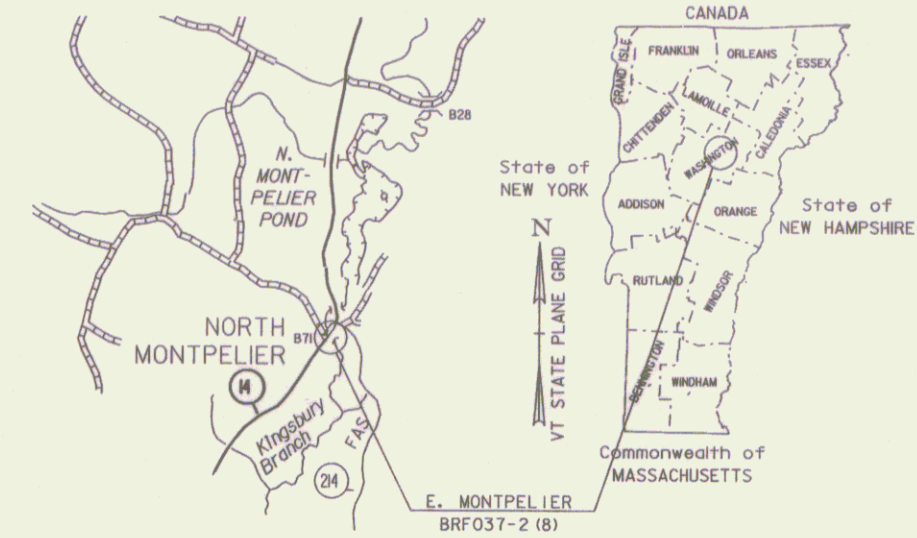 B28
N.
MONT-
PELIER
POND
NORTH
MONTPELIER
B71
14
Kingsbury
Branch
FAS
214
E. MONTPELIER
BRF037-2 (8)
N
VT STATE PLANE GRID
CANADA
State of
NEW YORK
State of
NEW HAMPSHIRE
Commonwealth of
MASSACHUSETTS
GRAND ISLE
FRANKLIN
ORLEANS
ESSEX
LAMOILLE
CHITTENDEN
CALEDONIA
WASHINGTON
ADDISON
ORANGE
RUTLAND
WINDSOR
BENNINGTON
WINDHAM